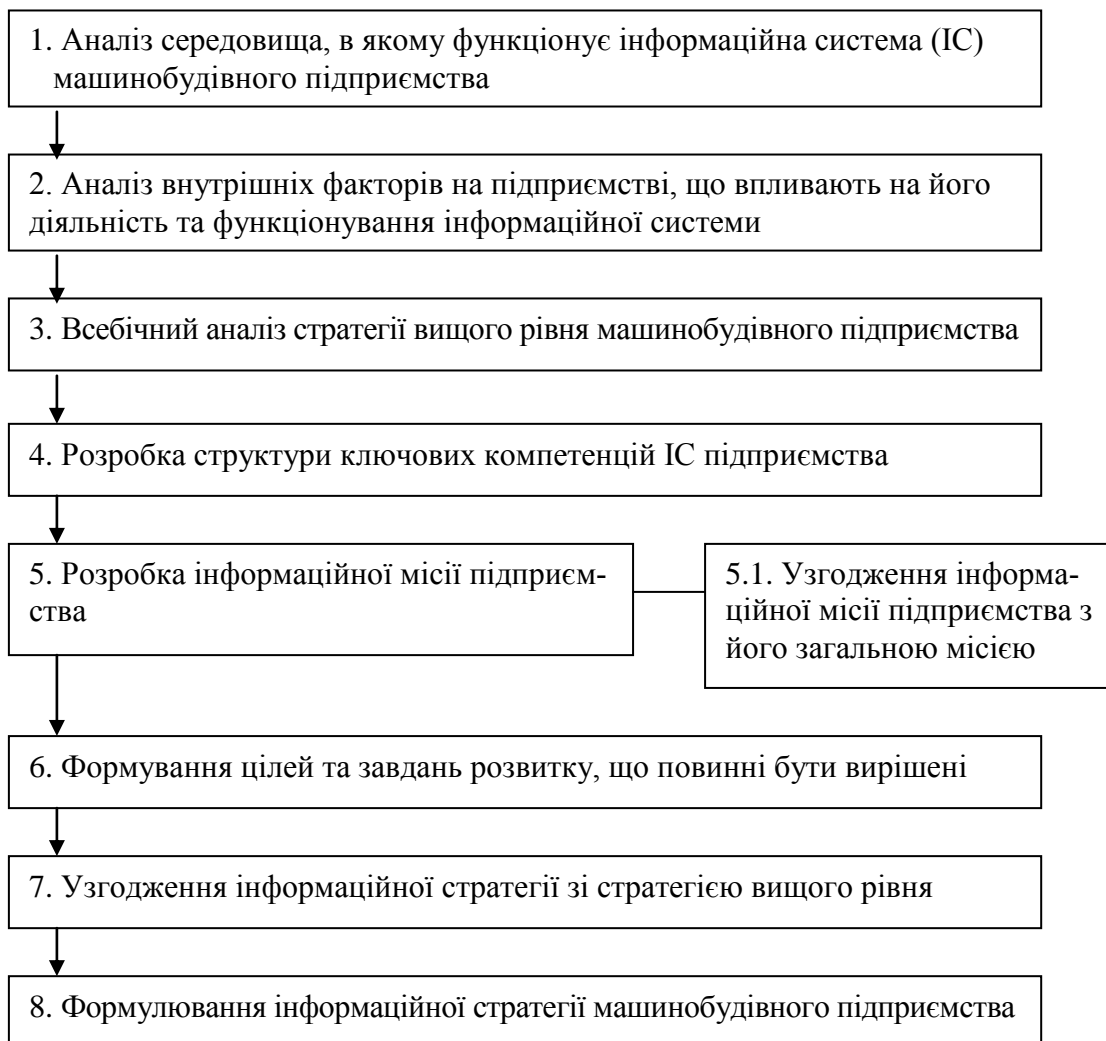 1. Аналіз середовища, в якому функціонує інформаційна система (ІС)
машинобудівного підприємства
2. Аналіз внутрішніх факторів на підприємстві, що впливають на його
діяльність та функціонування інформаційної системи
3. Всебічний аналіз стратегії вищого рівня машинобудівного підприємства
4. Розробка структури ключових компетенцій ІС підприємства
5. Розробка інформаційної місії підприєм-
ства
5.1. Узгодження інформа-
ційної місії підприємства з
його загальною місією
6. Формування цілей та завдань розвитку, що повинні бути вирішені
7. Узгодження інформаційної стратегії зі стратегією вищого рівня
8. Формулювання інформаційної стратегії машинобудівного підприємства